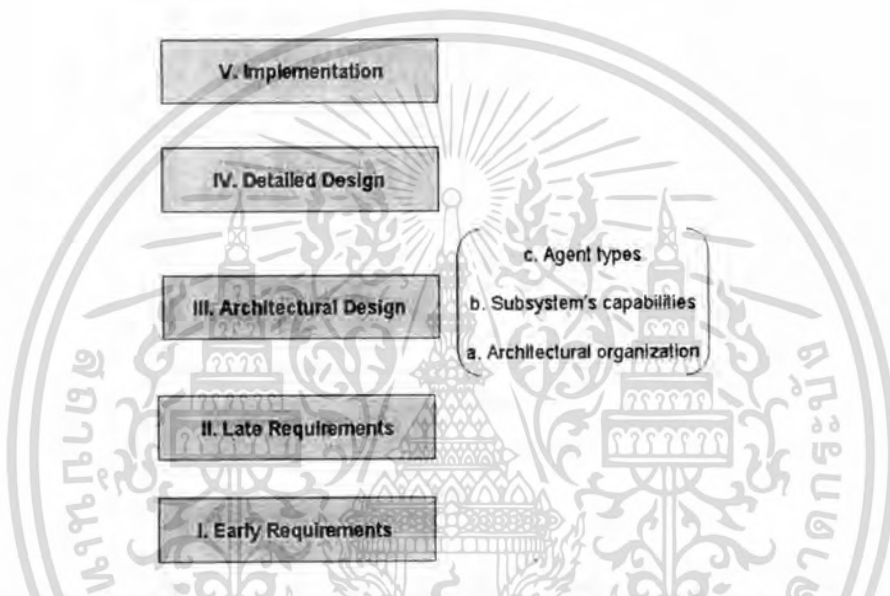 V. Implementation
IV. Detailed Design
c. Agent types
III. Architectural Design
b. Subsystem's capabilities
a. Architectural organization
II. Late Requirements
I. Early Requirements